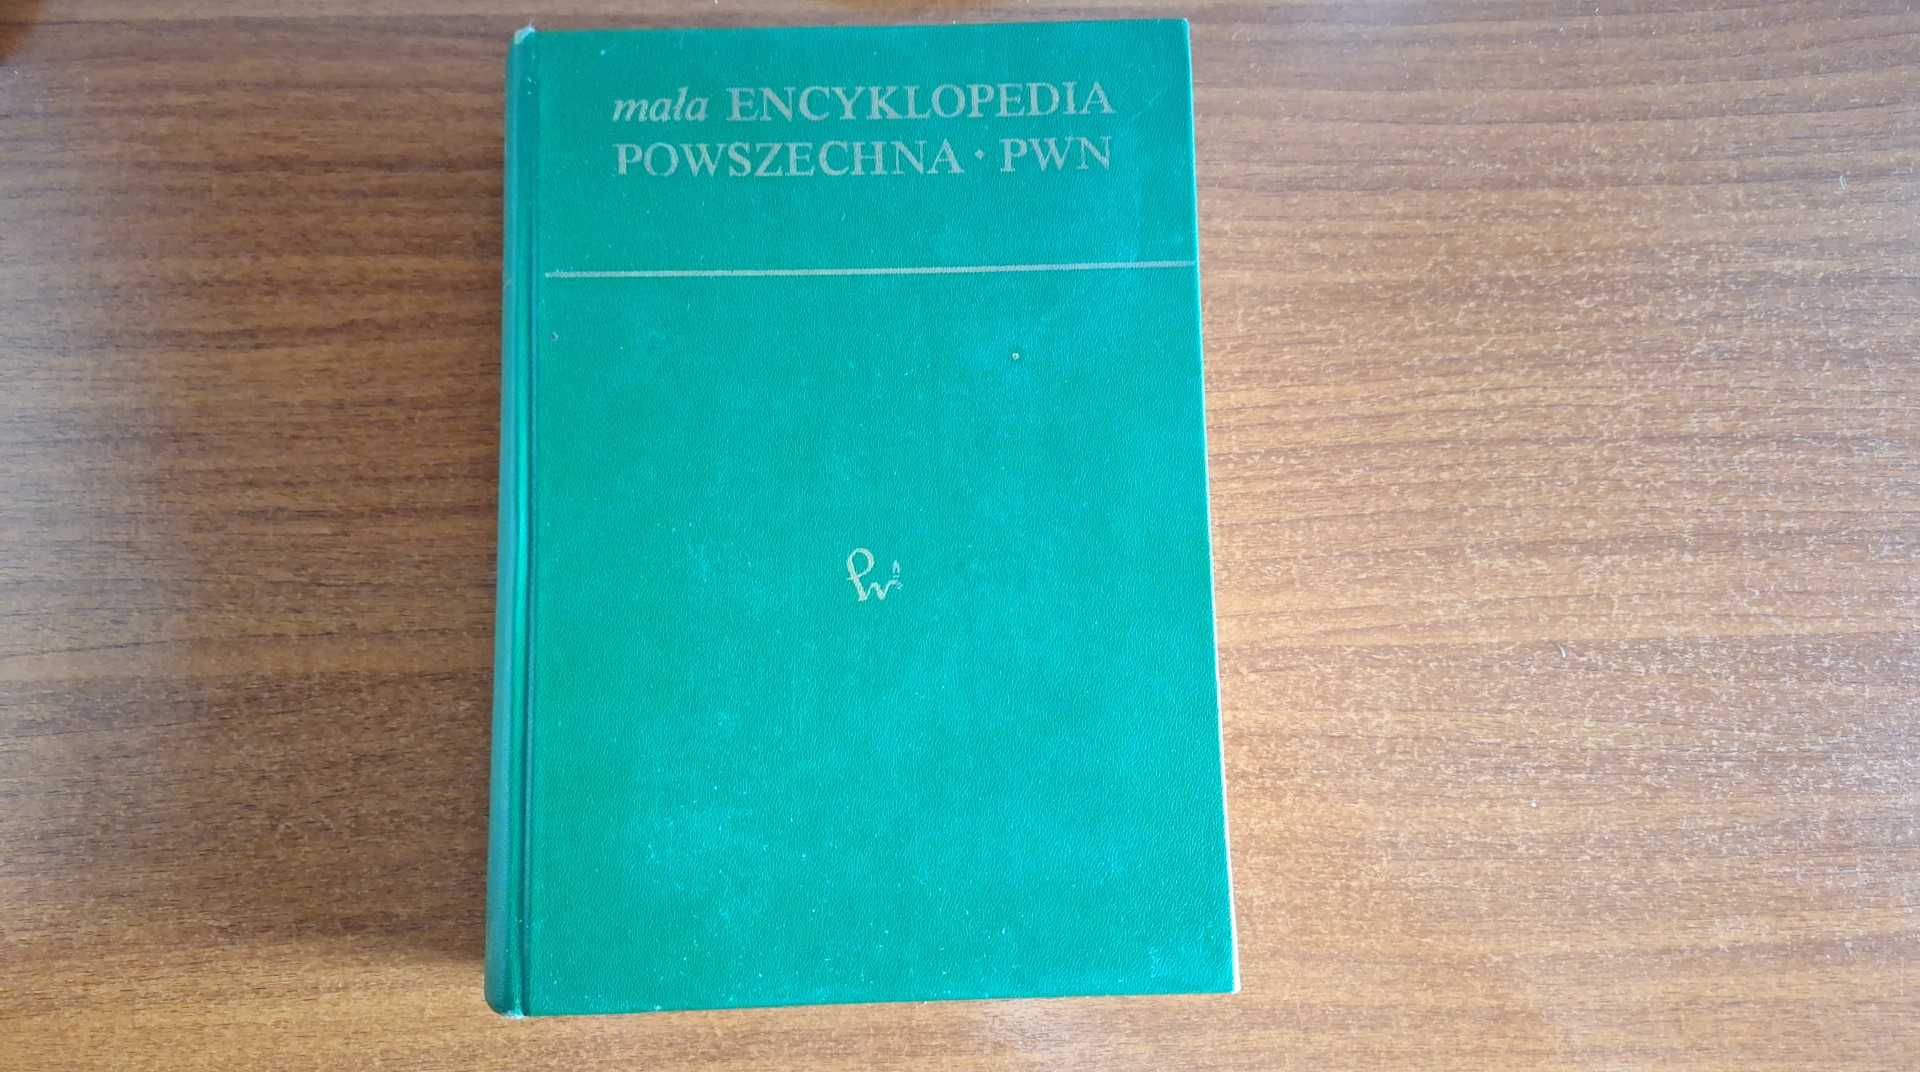 mała ENCYKLOPEDIA
POWSZECHNA · PWN